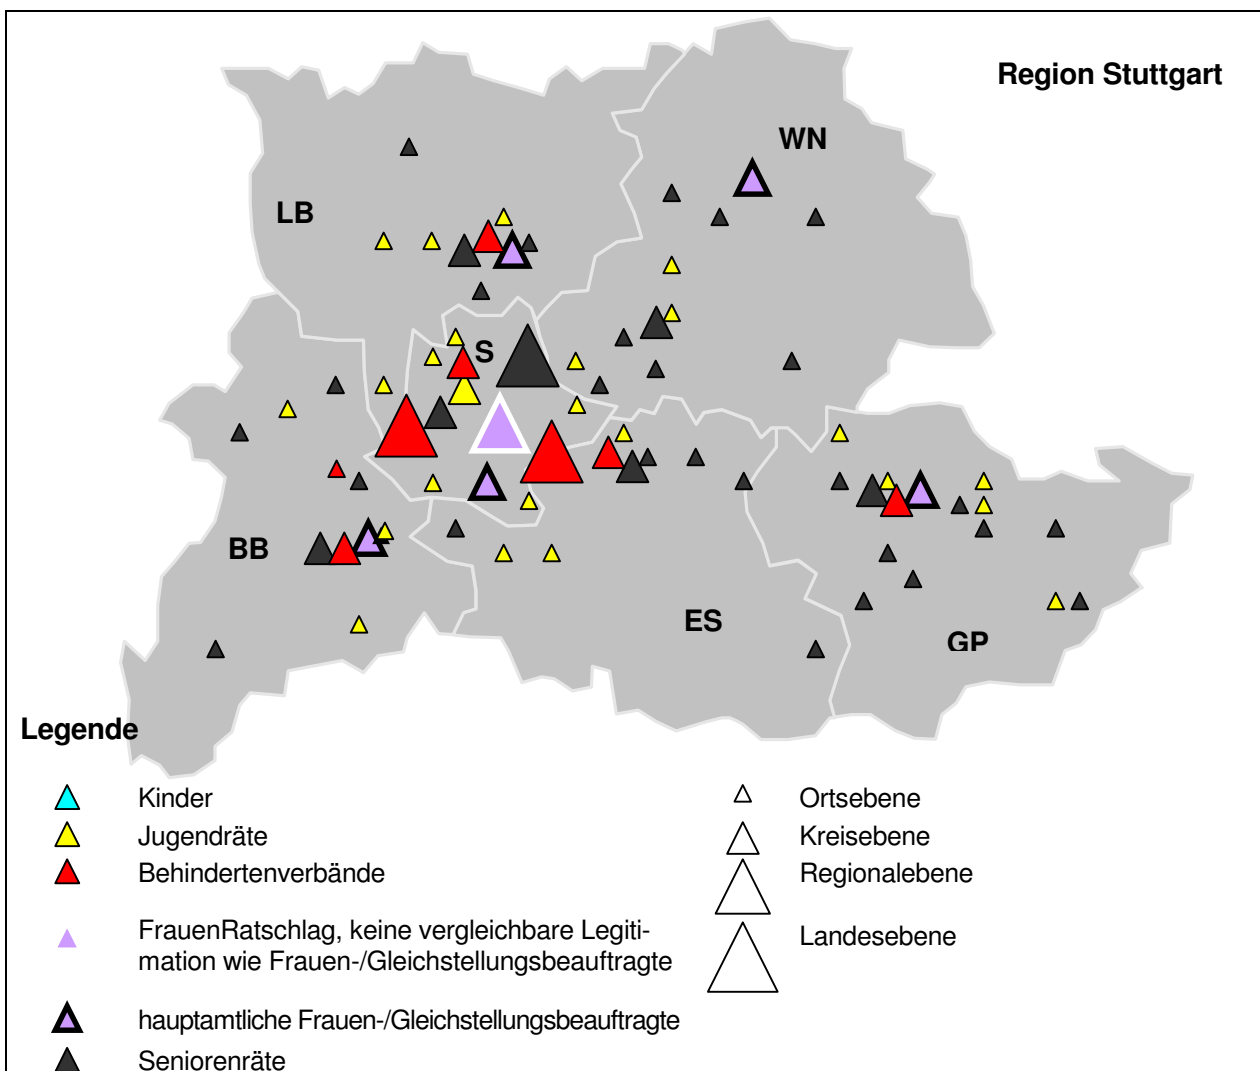 Region Stuttgart
WN
LB
S
BB
ES
GP
Legende
Kinder
Jugendräte
Behindertenverbände
FrauenRatschlag, keine vergleichbare Legiti-
mation wie Frauen-/Gleichstellungsbeauftragte
hauptamtliche Frauen-/Gleichstellungsbeauftragte
Seniorenräte
Ortsebene
Kreisebene
Regionalebene
Landesebene